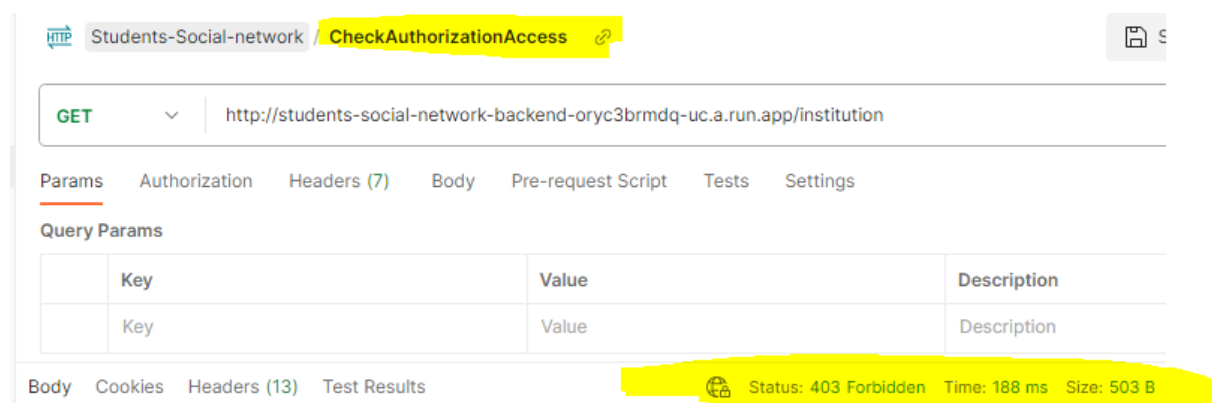 HTTP Students-Social-network / CheckAuthorizationAccess
GET http://students-social-network-backend-oryc3brmdq-uc.a.run.app/institution
Params Authorization Headers (7) Body Pre-request Script Tests Settings
Query Params
Key Value Description
Key Value Description
Body Cookies Headers (13) Test Results Status: 403 Forbidden Time: 188 ms Size: 503 B